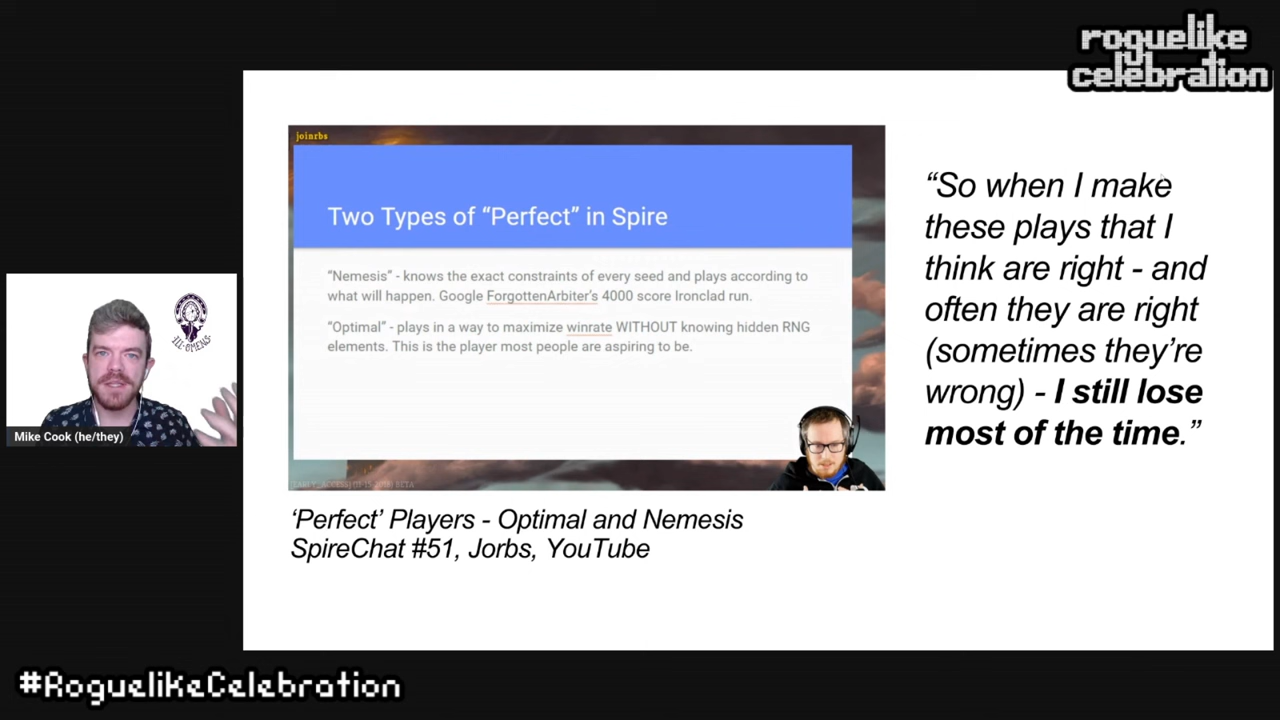 roguelike
celebration
joinrbs
Two Types of “Perfect” in Spire
“Nemesis” - knows the exact constraints of every seed and plays according to
what will happen. Google ForgottenArbiter's 4000 score Ironclad run.
“Optimal” - plays in a way to maximize winrate WITHOUT knowing hidden RNG
elements. This is the player most people are aspiring to be.
“So when I make
these plays that I
think are right - and
often they are right
(sometimes they’re
wrong) - I still lose
most of the time.”
ILL-OMENS
Mike Cook (he/they)
‘Perfect’ Players - Optimal and Nemesis
SpireChat #51, Jorbs, YouTube
#RoguelikeCelebration